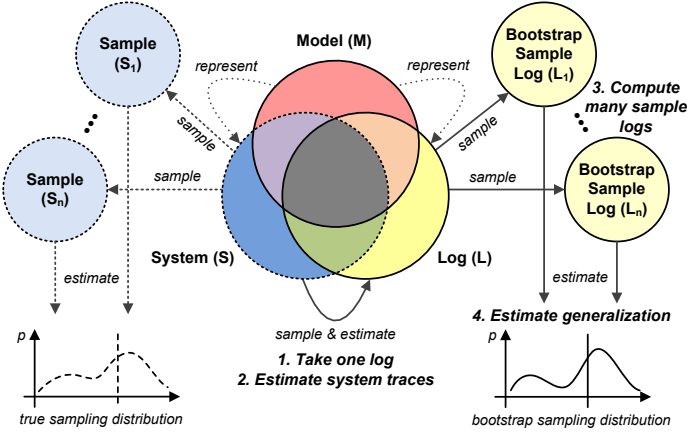 Sample
(S1)
Model (M)
Bootstrap
Sample
Log (L1)
represent
represent
3. Compute
many sample
logs
sample
sample
Sample
(Sn)
sample
sample
Bootstrap
Sample
Log (Ln)
System (S)
Log (L)
estimate
estimate
sample & estimate
4. Estimate generalization
p
p
1. Take one log
2. Estimate system traces
true sampling distribution
bootstrap sampling distribution